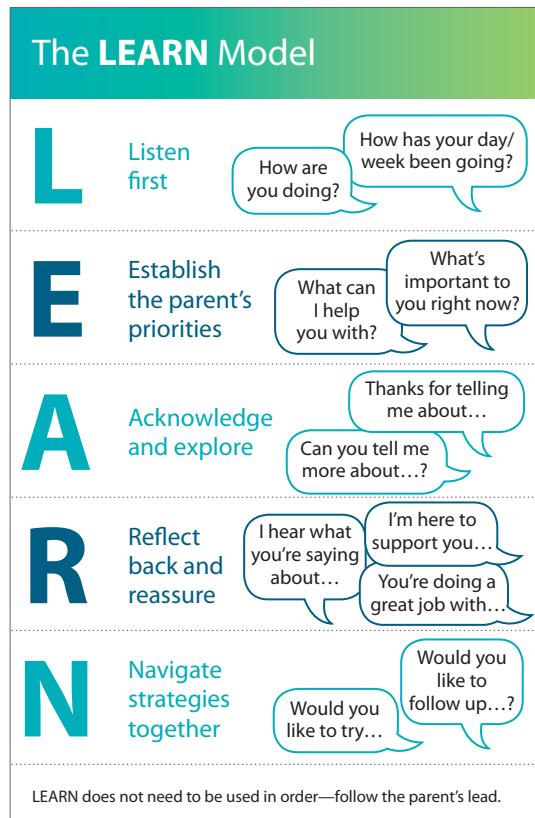 The LEARN Model
L
Listen
first
How are
you doing?
How has your day/
week been going?
E
Establish
the parent’s
priorities
What can
I help
you with?
What’s
important to
you right now?
A
Acknowledge
and explore
Thanks for telling
me about…
Can you tell me
more about…?
R
Reflect
back and
reassure
I hear what
you’re saying
about…
I’m here to
support you…
You’re doing a
great job with…
N
Navigate
strategies
together
Would you
like to try…
Would you
like to
follow up…?
LEARN does not need to be used in order—follow the parent’s lead.